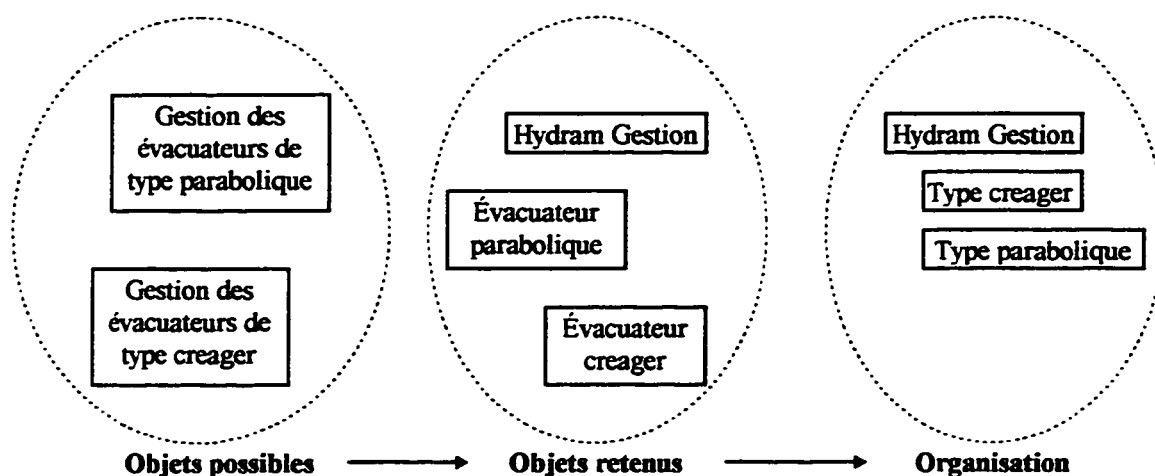 Gestion des
évacuateurs de
type parabolique
Gestion des
évacuateurs de
type creager
Objets possibles
Hydram Gestion
Évacuateur
parabolique
Évacuateur
creager
Objets retenus
Hydram Gestion
Type creager
Type parabolique
Organisation